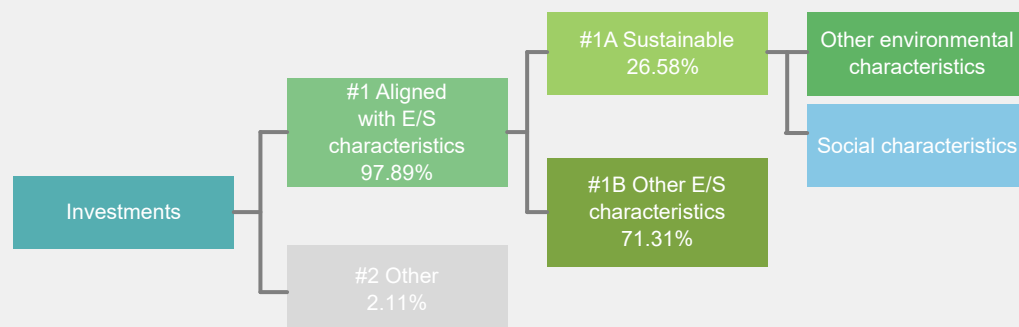 Investments
#1 Aligned
with E/S
characteristics
97.89%
#2 Other
2.11%
#1A Sustainable
26.58%
#1B Other E/S
characteristics
71.31%
Other environmental
characteristics
Social characteristics